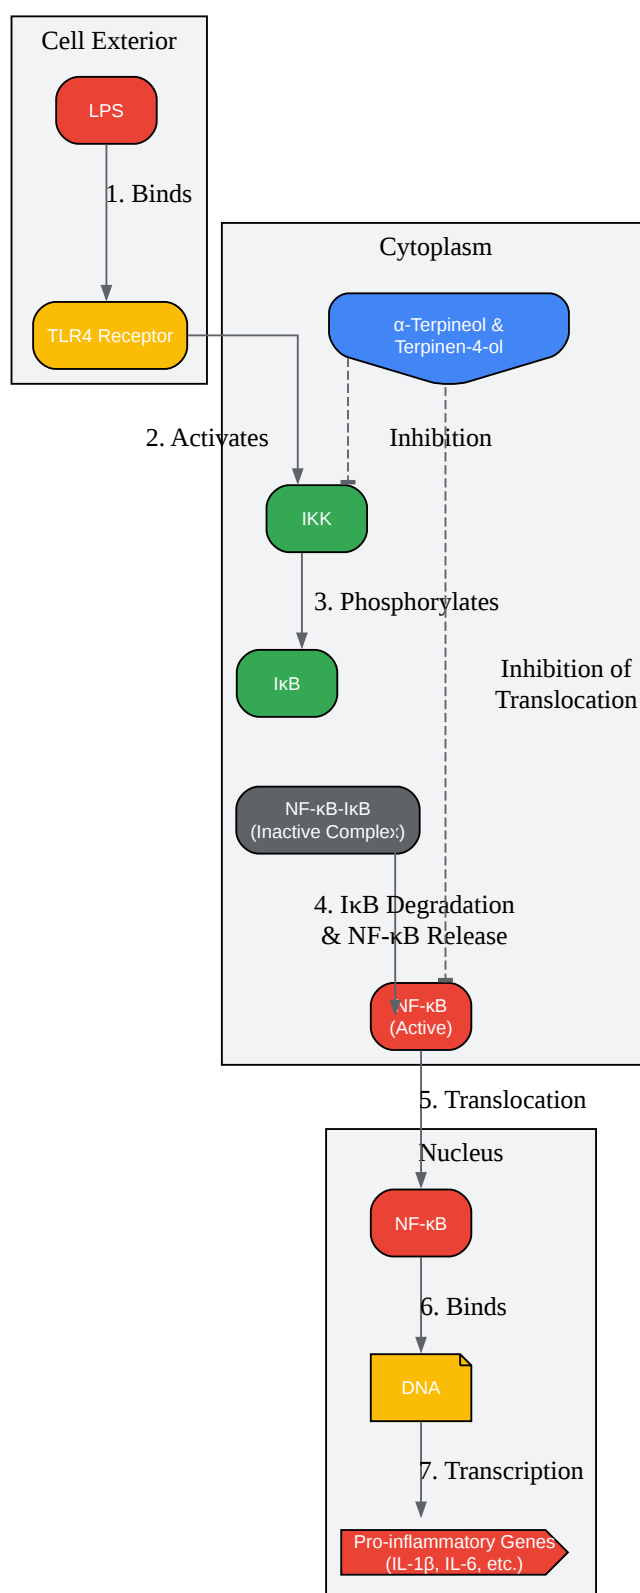 Cell Exterior
LPS
1. Binds
TLR4 Receptor
Cytoplasm
α-Terpineol &
Terpinen-4-ol
2. Activates
Inhibition
IKK
3. Phosphorylates
IκB
Inhibition of
Translocation
NF-κB-IκB
(Inactive Complex)
4. IκB Degradation
& NF-κB Release
NF-κB
(Active)
5. Translocation
Nucleus
NF-κB
6. Binds
DNA
7. Transcription
Pro-inflammatory Genes
(IL-1β, IL-6, etc.)